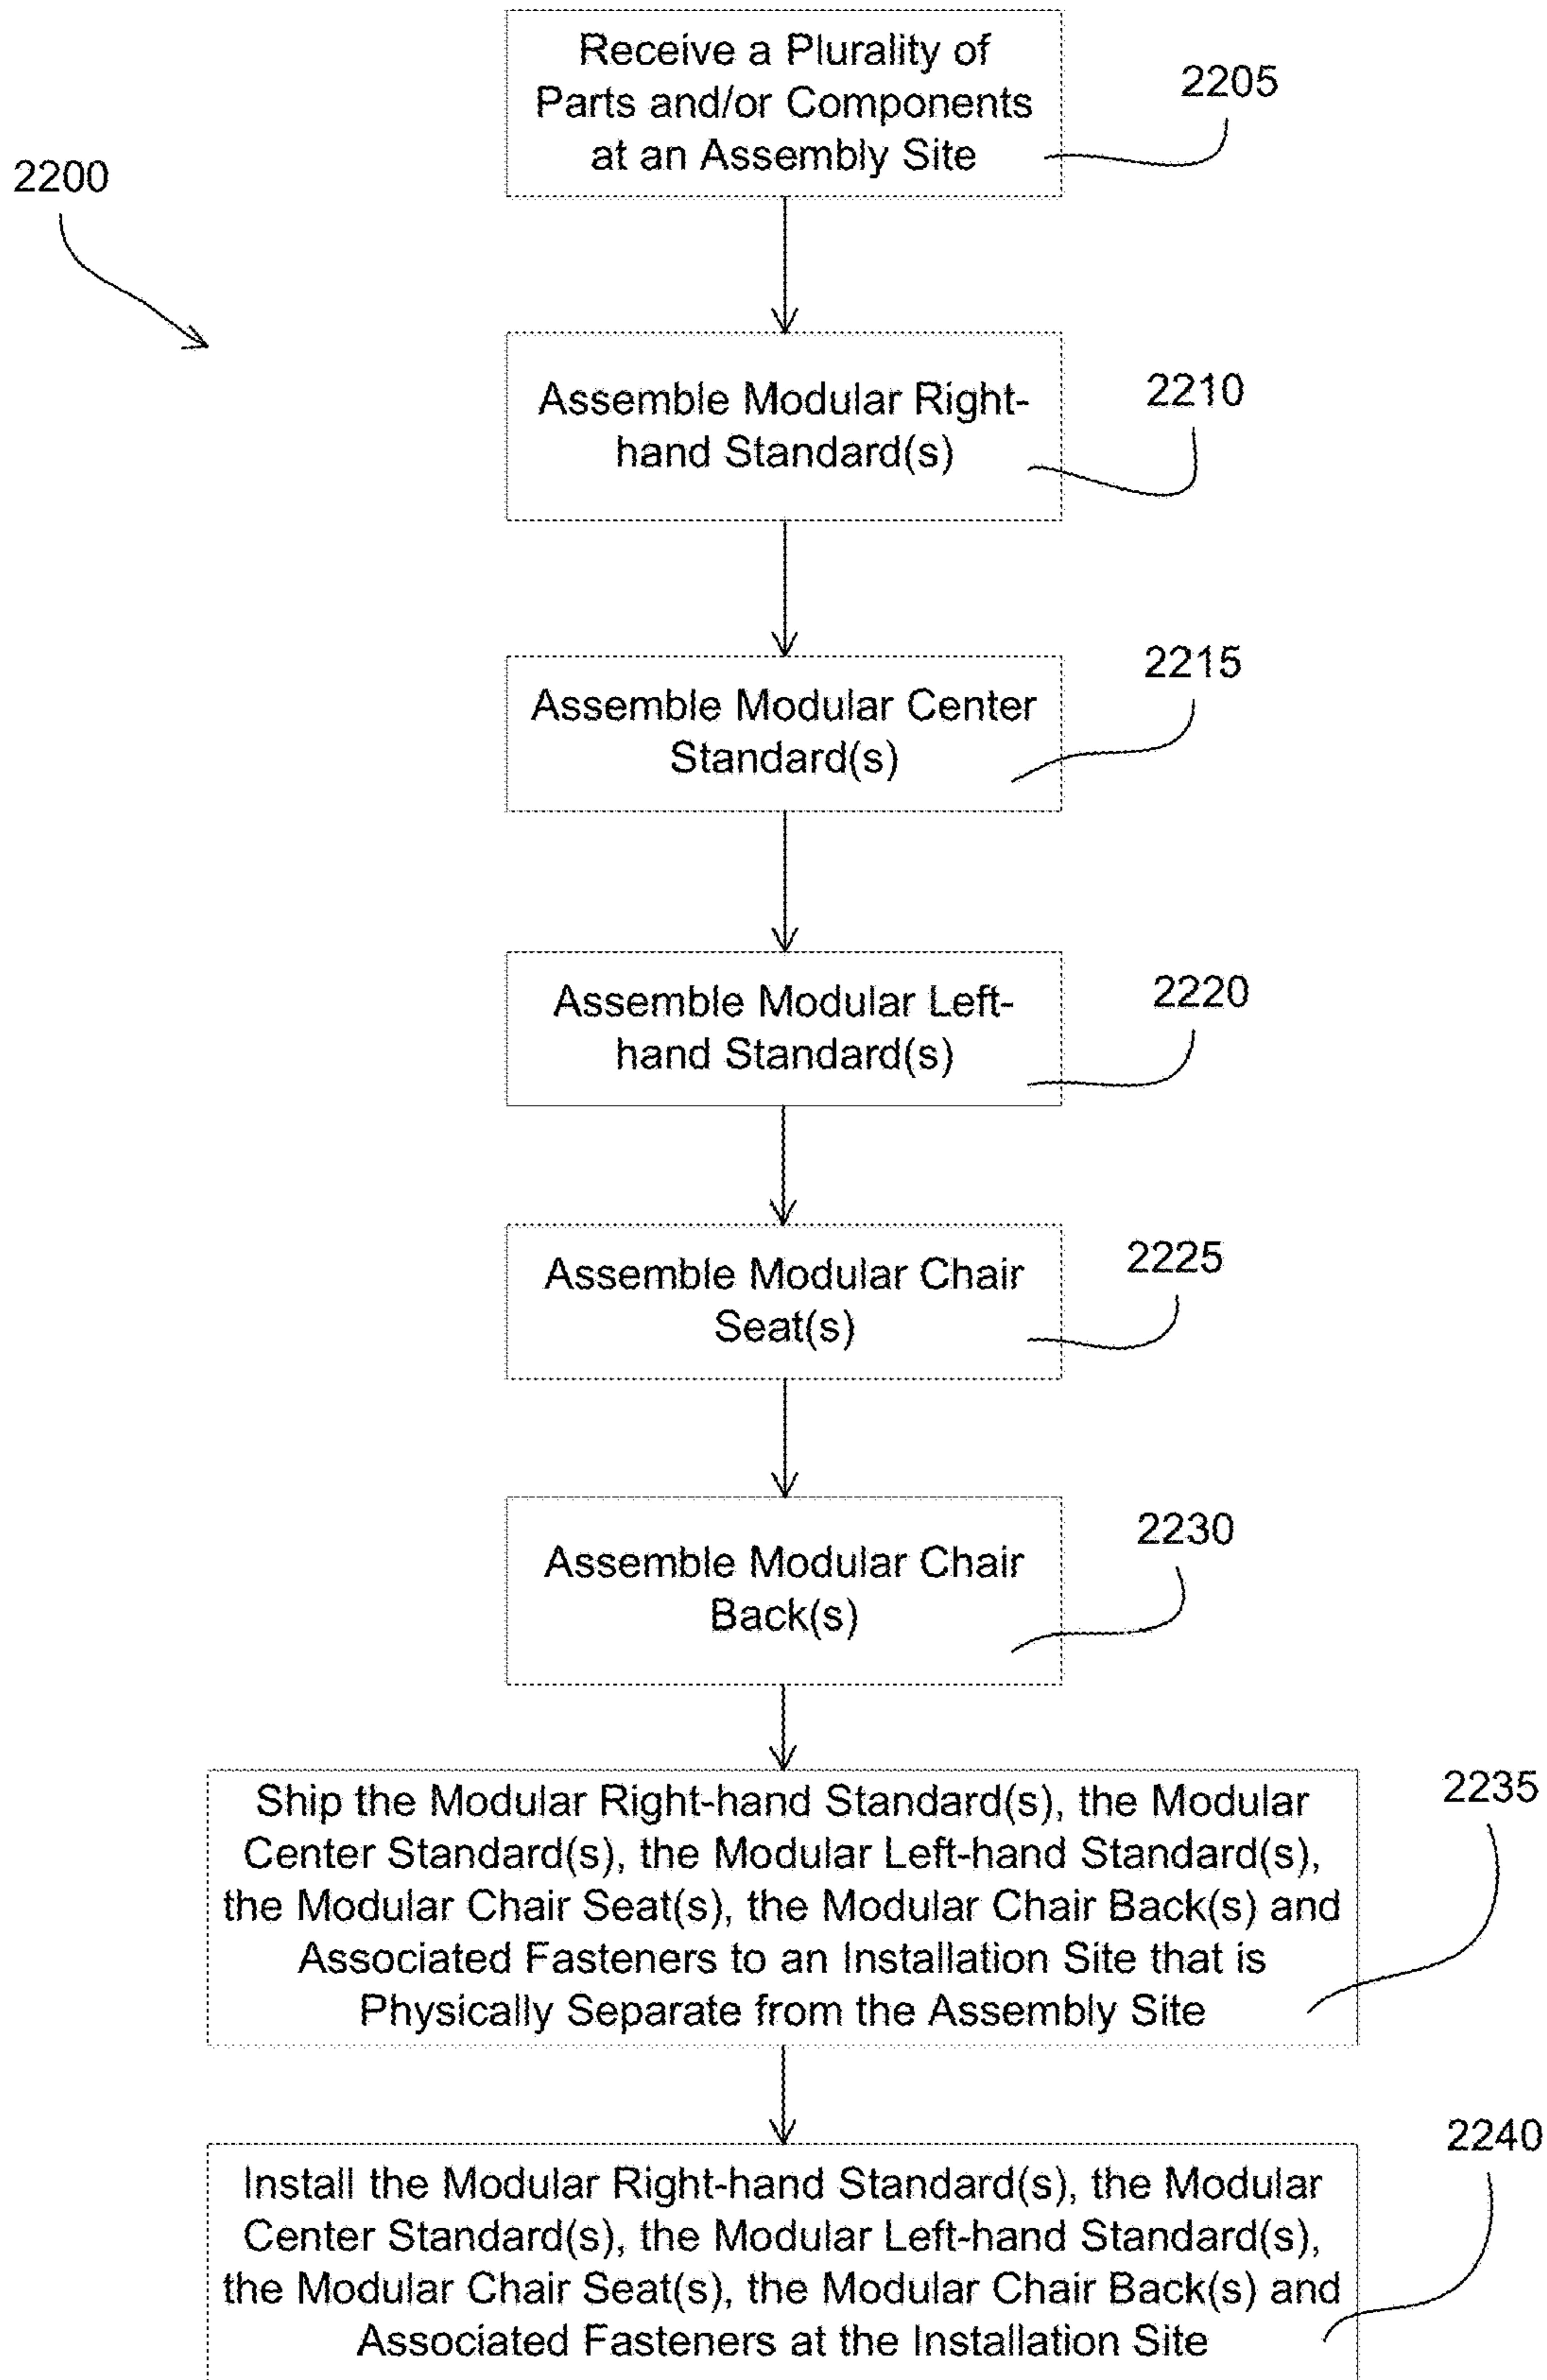 Receive a Plurality of
Parts and/or Components
at an Assembly Site
2205
2200
Assemble Modular Right-
hand Standard(s)
2210
Assemble Modular Center
Standard(s)
2215
Assemble Modular Left-
hand Standard(s)
2220
Assemble Modular Chair
Seat(s)
2225
Assemble Modular Chair
Back(s)
2230
Ship the Modular Right-hand Standard(s), the Modular
Center Standard(s), the Modular Left-hand Standard(s),
the Modular Chair Seat(s), the Modular Chair Back(s) and
Associated Fasteners to an Installation Site that is
Physically Separate from the Assembly Site
2235
Install the Modular Right-hand Standard(s), the Modular
Center Standard(s), the Modular Left-hand Standard(s),
the Modular Chair Seat(s), the Modular Chair Back(s) and
Associated Fasteners at the Installation Site
2240